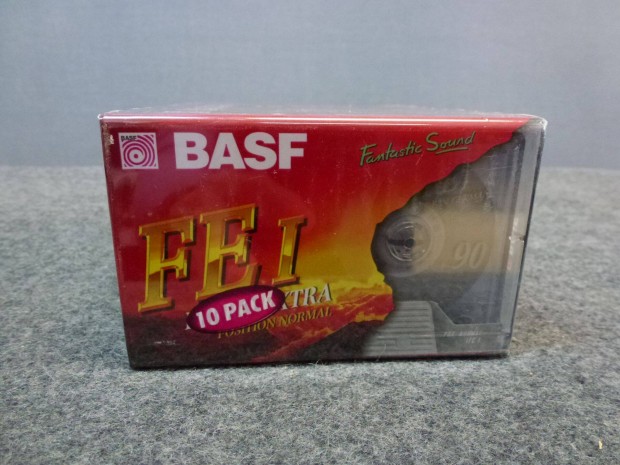 BASF
BASF
Fantastic Sound
FE I
10 PACK
XTRA
POSITION NORMAL
90